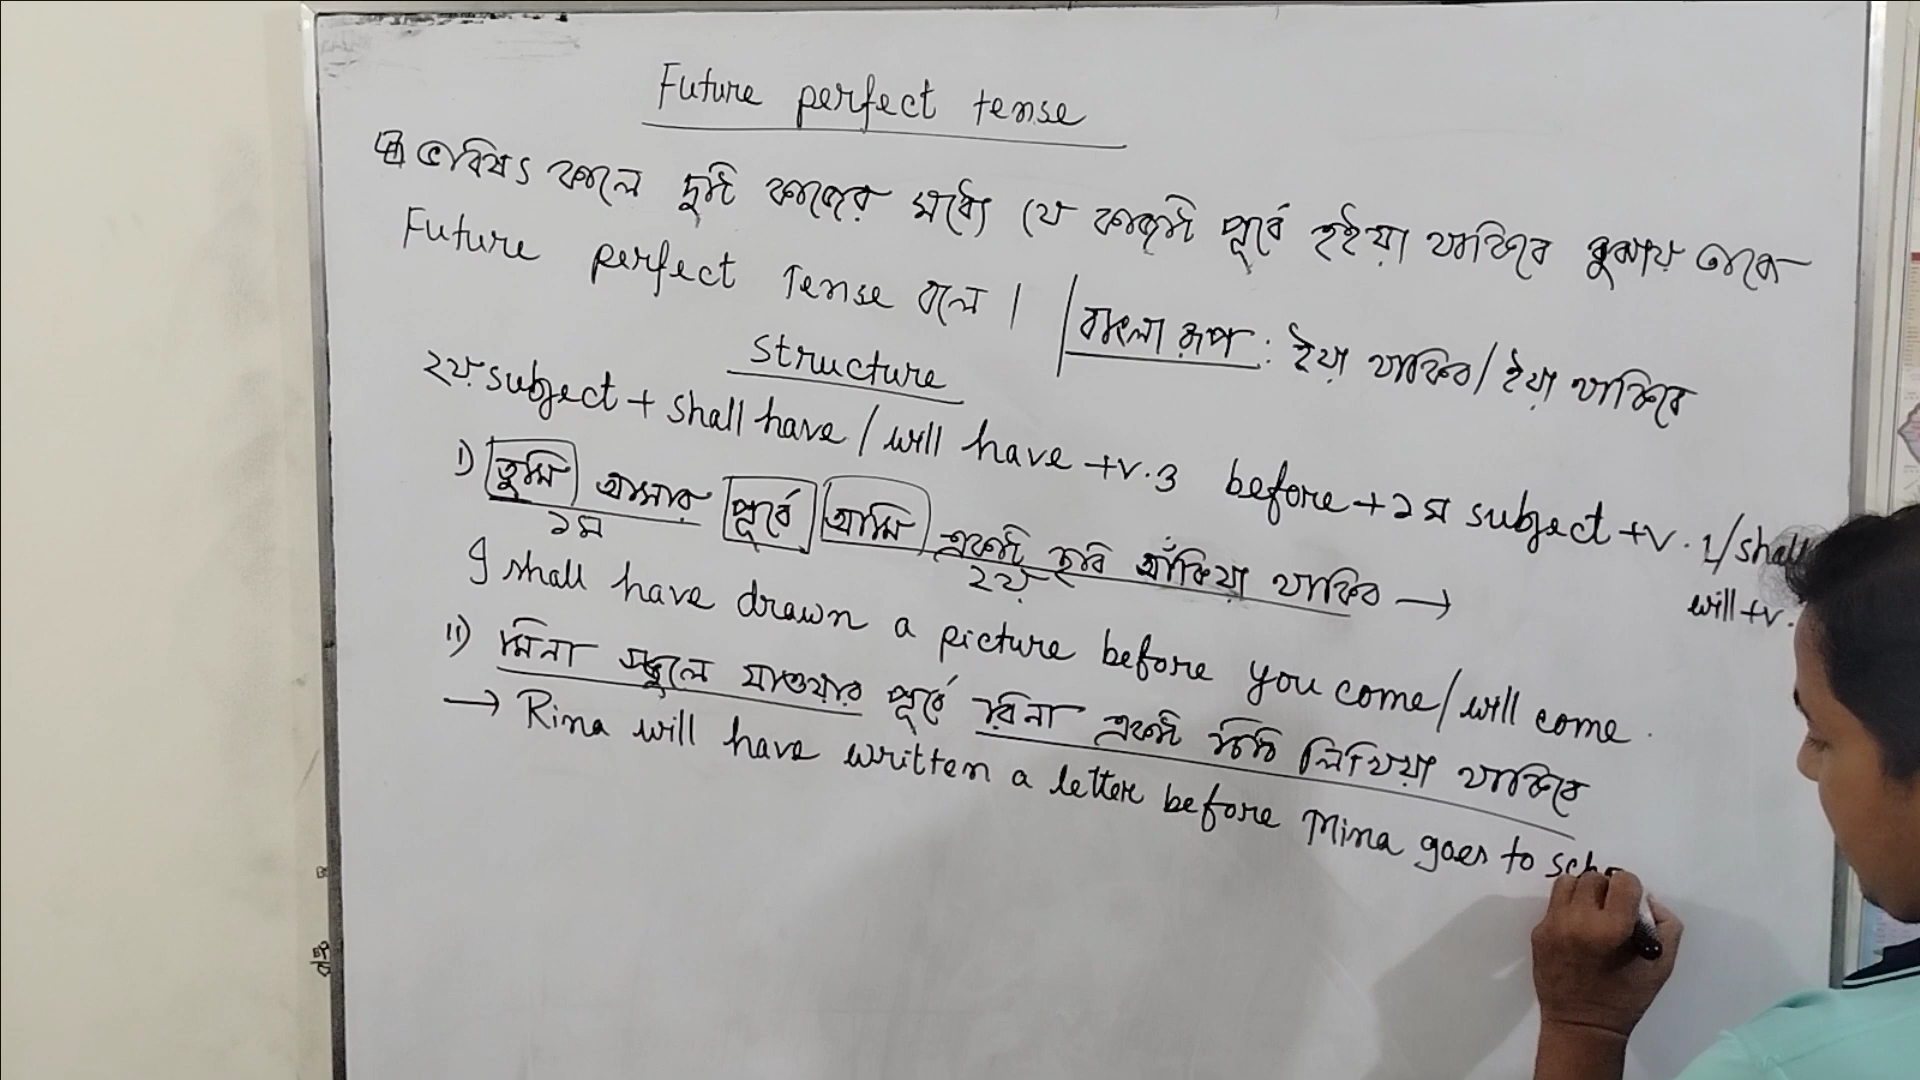 Future perfect tense
ভবিষৎ কালে দুটি কাজের মধ্যে যে কাজটি পূর্বে হইয়া থাকিবে বুঝায় তাকে
Future perfect Tense বলে। বাংলা রূপ: ইয়া থাকিব/ইয়া থাকিবে
Structure
২য় subject + shall have / will have +v.3 before + ১ম subject +v.1/shall
will +v.
i) তুমি আসার পূর্বে আমি একটি ছবি আঁকিয়া থাকিব →
১ম ২য়
I shall have drawn a picture before you come/will come.
ii) মিনা স্কুলে যাওয়ার পূর্বে রিনা একটি চিঠি লিখিয়া থাকিবে
→ Rina will have written a letter before Mina goes to scho